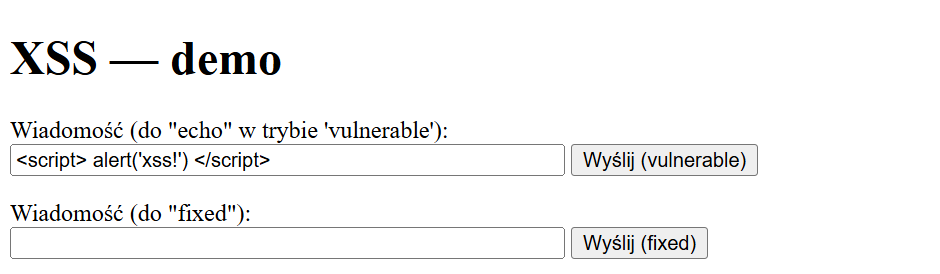 XSS — demo
Wiadomość (do "echo" w trybie 'vulnerable'):
<script> alert('xss!') </script> Wyślij (vulnerable)
Wiadomość (do "fixed"):
Wyślij (fixed)